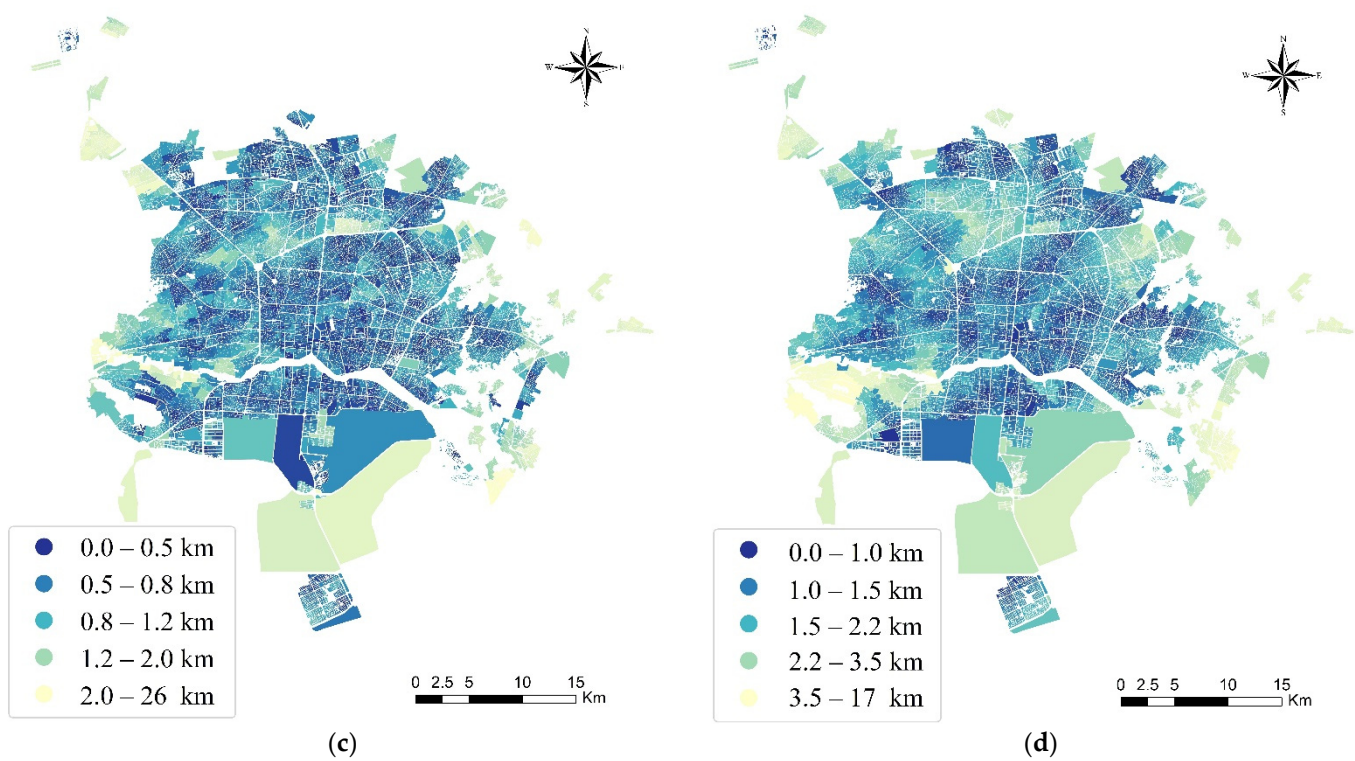 N
W E
S
0.0 – 0.5 km
0.5 – 0.8 km
0.8 – 1.2 km
1.2 – 2.0 km
2.0 – 26 km
0 2.5 5 10 15
Km
(c)
N
W E
S
0.0 – 1.0 km
1.0 – 1.5 km
1.5 – 2.2 km
2.2 – 3.5 km
3.5 – 17 km
0 2.5 5 10 15
Km
(d)